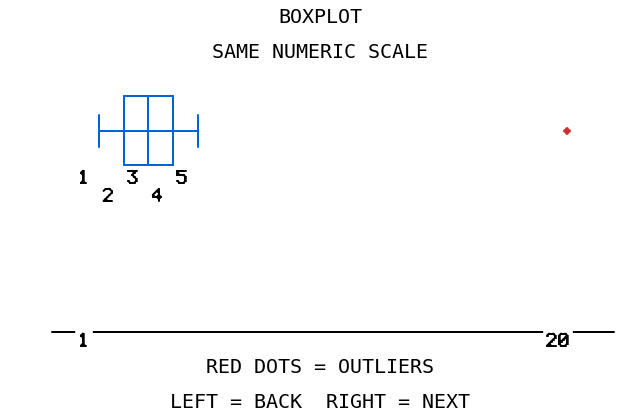 BOXPLOT
SAME NUMERIC SCALE
1 3 5
2 4
1 20
RED DOTS = OUTLIERS
LEFT = BACK  RIGHT = NEXT